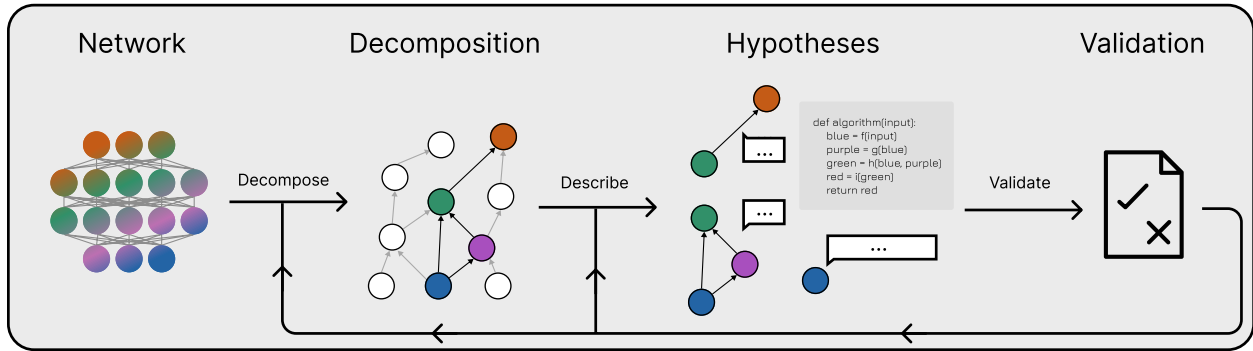 Network
Decomposition
Hypotheses
Validation
Decompose
Describe
...
def algorithm(input):
blue = f(input)
purple = g(blue)
green = h(blue, purple)
red = i(green)
return red
...
...
Validate